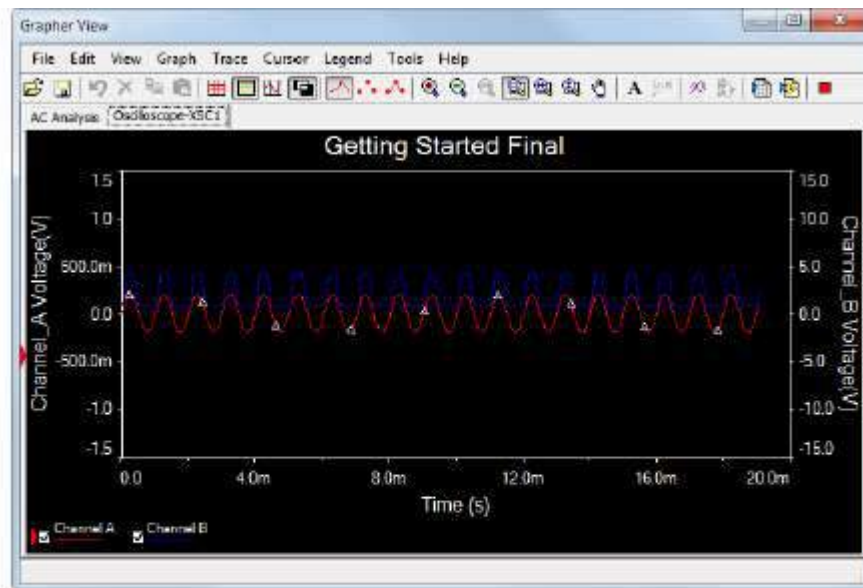 Grapher View
File Edit View Graph Trace Cursor Legend Tools Help
A
AC Analysis Oscilloscope-XSC1
Getting Started Final
Channel_A Voltage(V)
1.5
1.0
500.0m
0.0
-500.0m
-1.0
-1.5
15.0
10.0
5.0
0.0
-5.0
-10.0
-15.0
Channel_B Voltage(V)
0.0 4.0m 8.0m 12.0m 16.0m 20.0m
Time (s)
Channel A Channel B